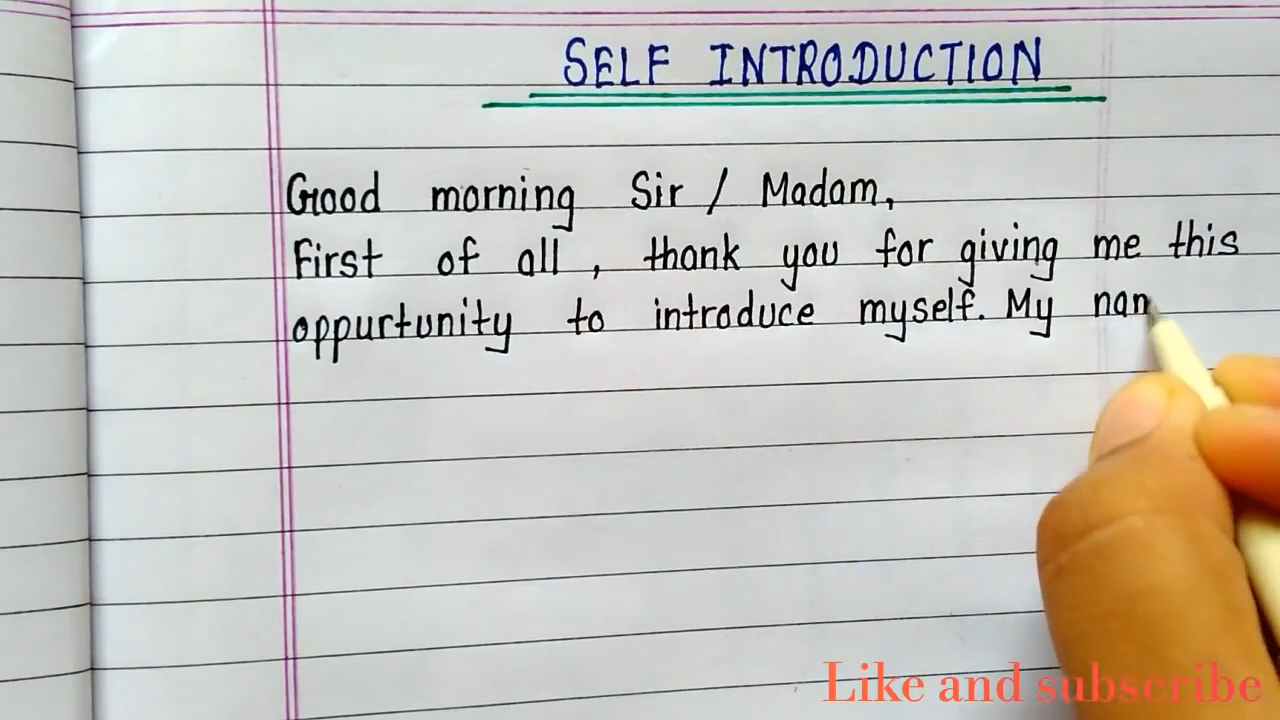 SELF INTRODUCTION
Good morning Sir / Madam,
First of all, thank you for giving me this
oppurtunity to introduce myself. My nam
Like and subscribe